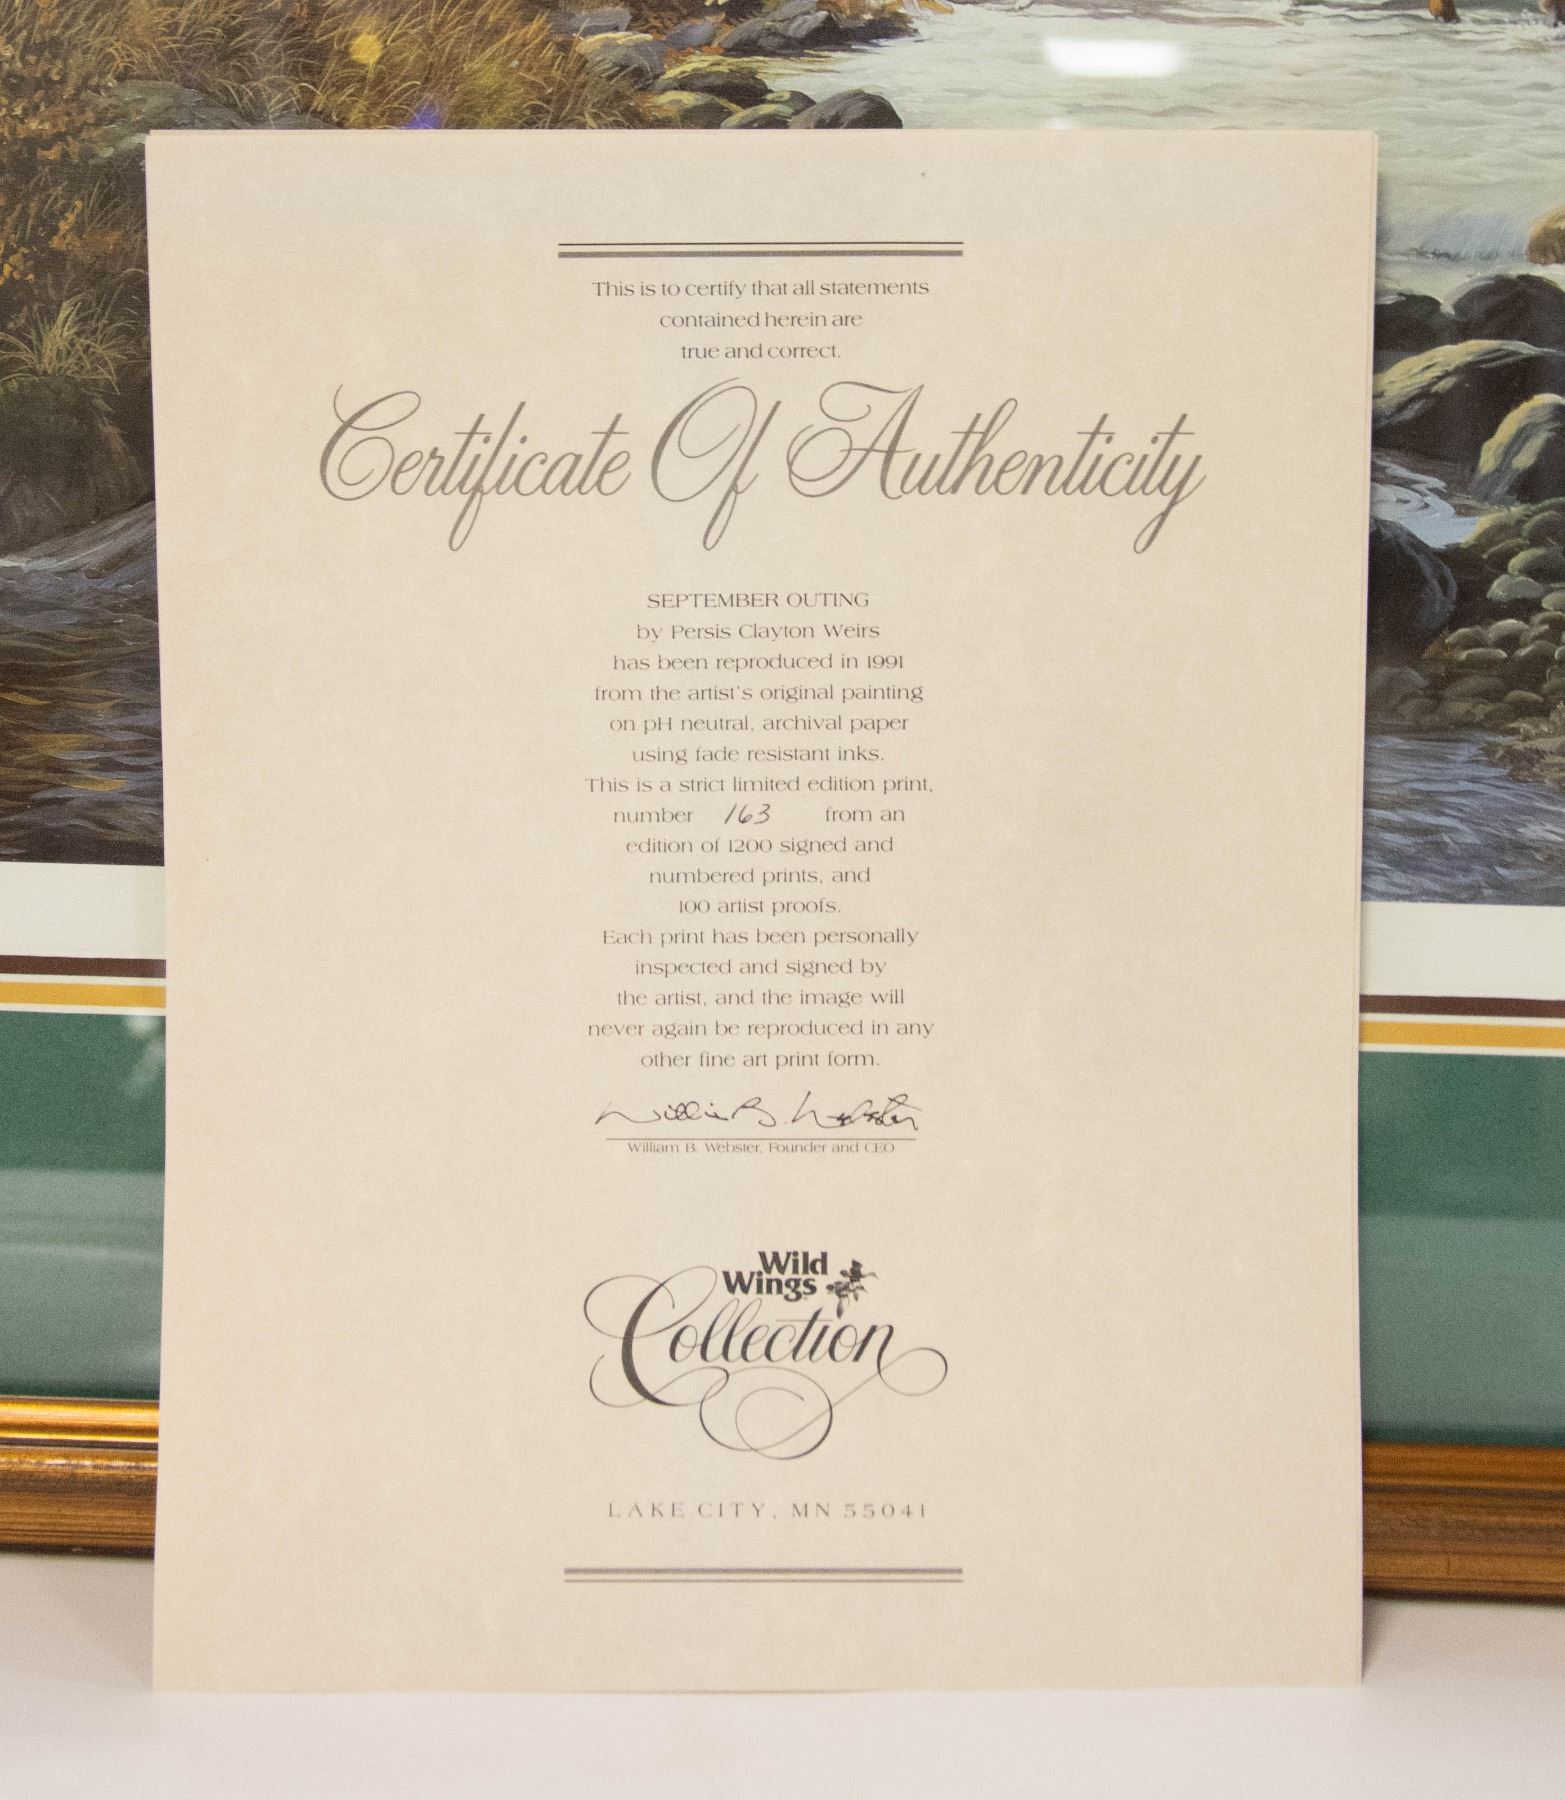 This is to certify that all statements
contained herein are
true and correct.
Certificate Of Authenticity
SEPTEMBER OUTING
by Persis Clayton Weirs
has been reproduced in 1991
from the artist's original painting
on pH neutral, archival paper
using fade resistant inks.
This is a strict limited edition print,
number 163 from an
edition of 1200 signed and
numbered prints, and
100 artist proofs.
Each print has been personally
inspected and signed by
the artist, and the image will
never again be reproduced in any
other fine art print form.
William B. Webster
William B. Webster, Founder and CEO
Wild
Wings
Collection
LAKE CITY, MN 55041